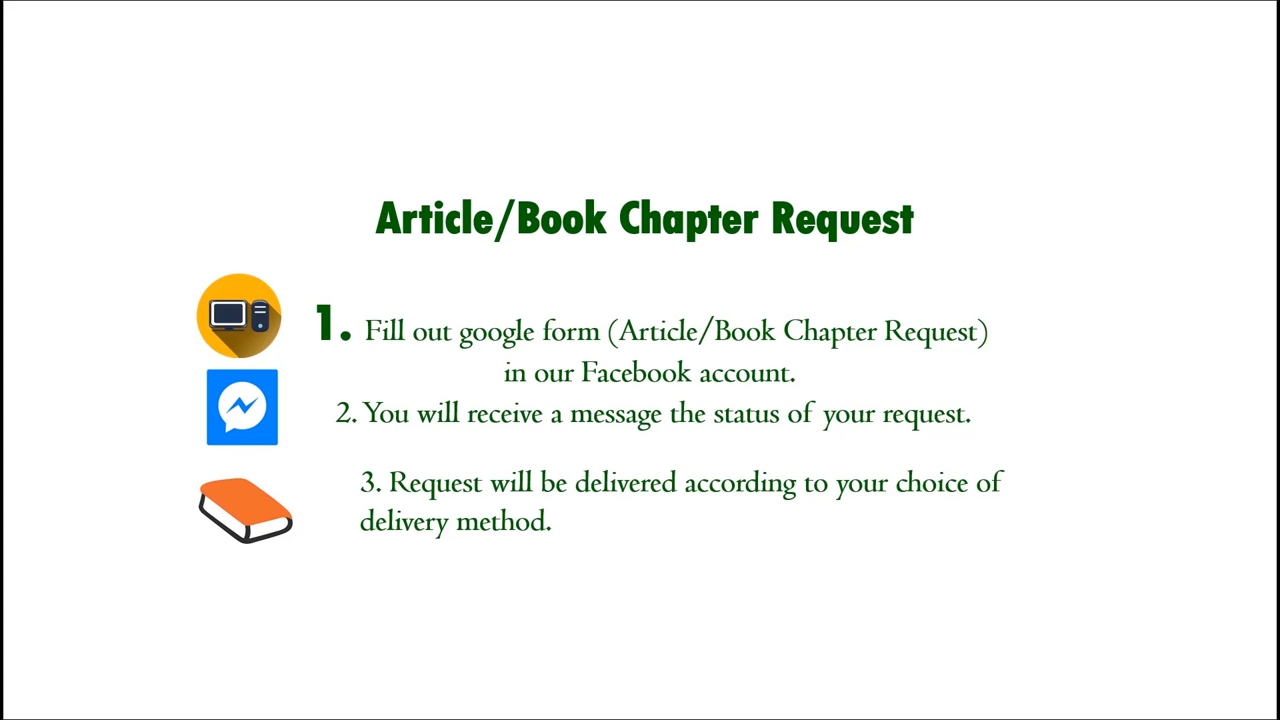 Article/Book Chapter Request
1. Fill out google form (Article/Book Chapter Request)
in our Facebook account.
2. You will receive a message the status of your request.
3. Request will be delivered according to your choice of
delivery method.